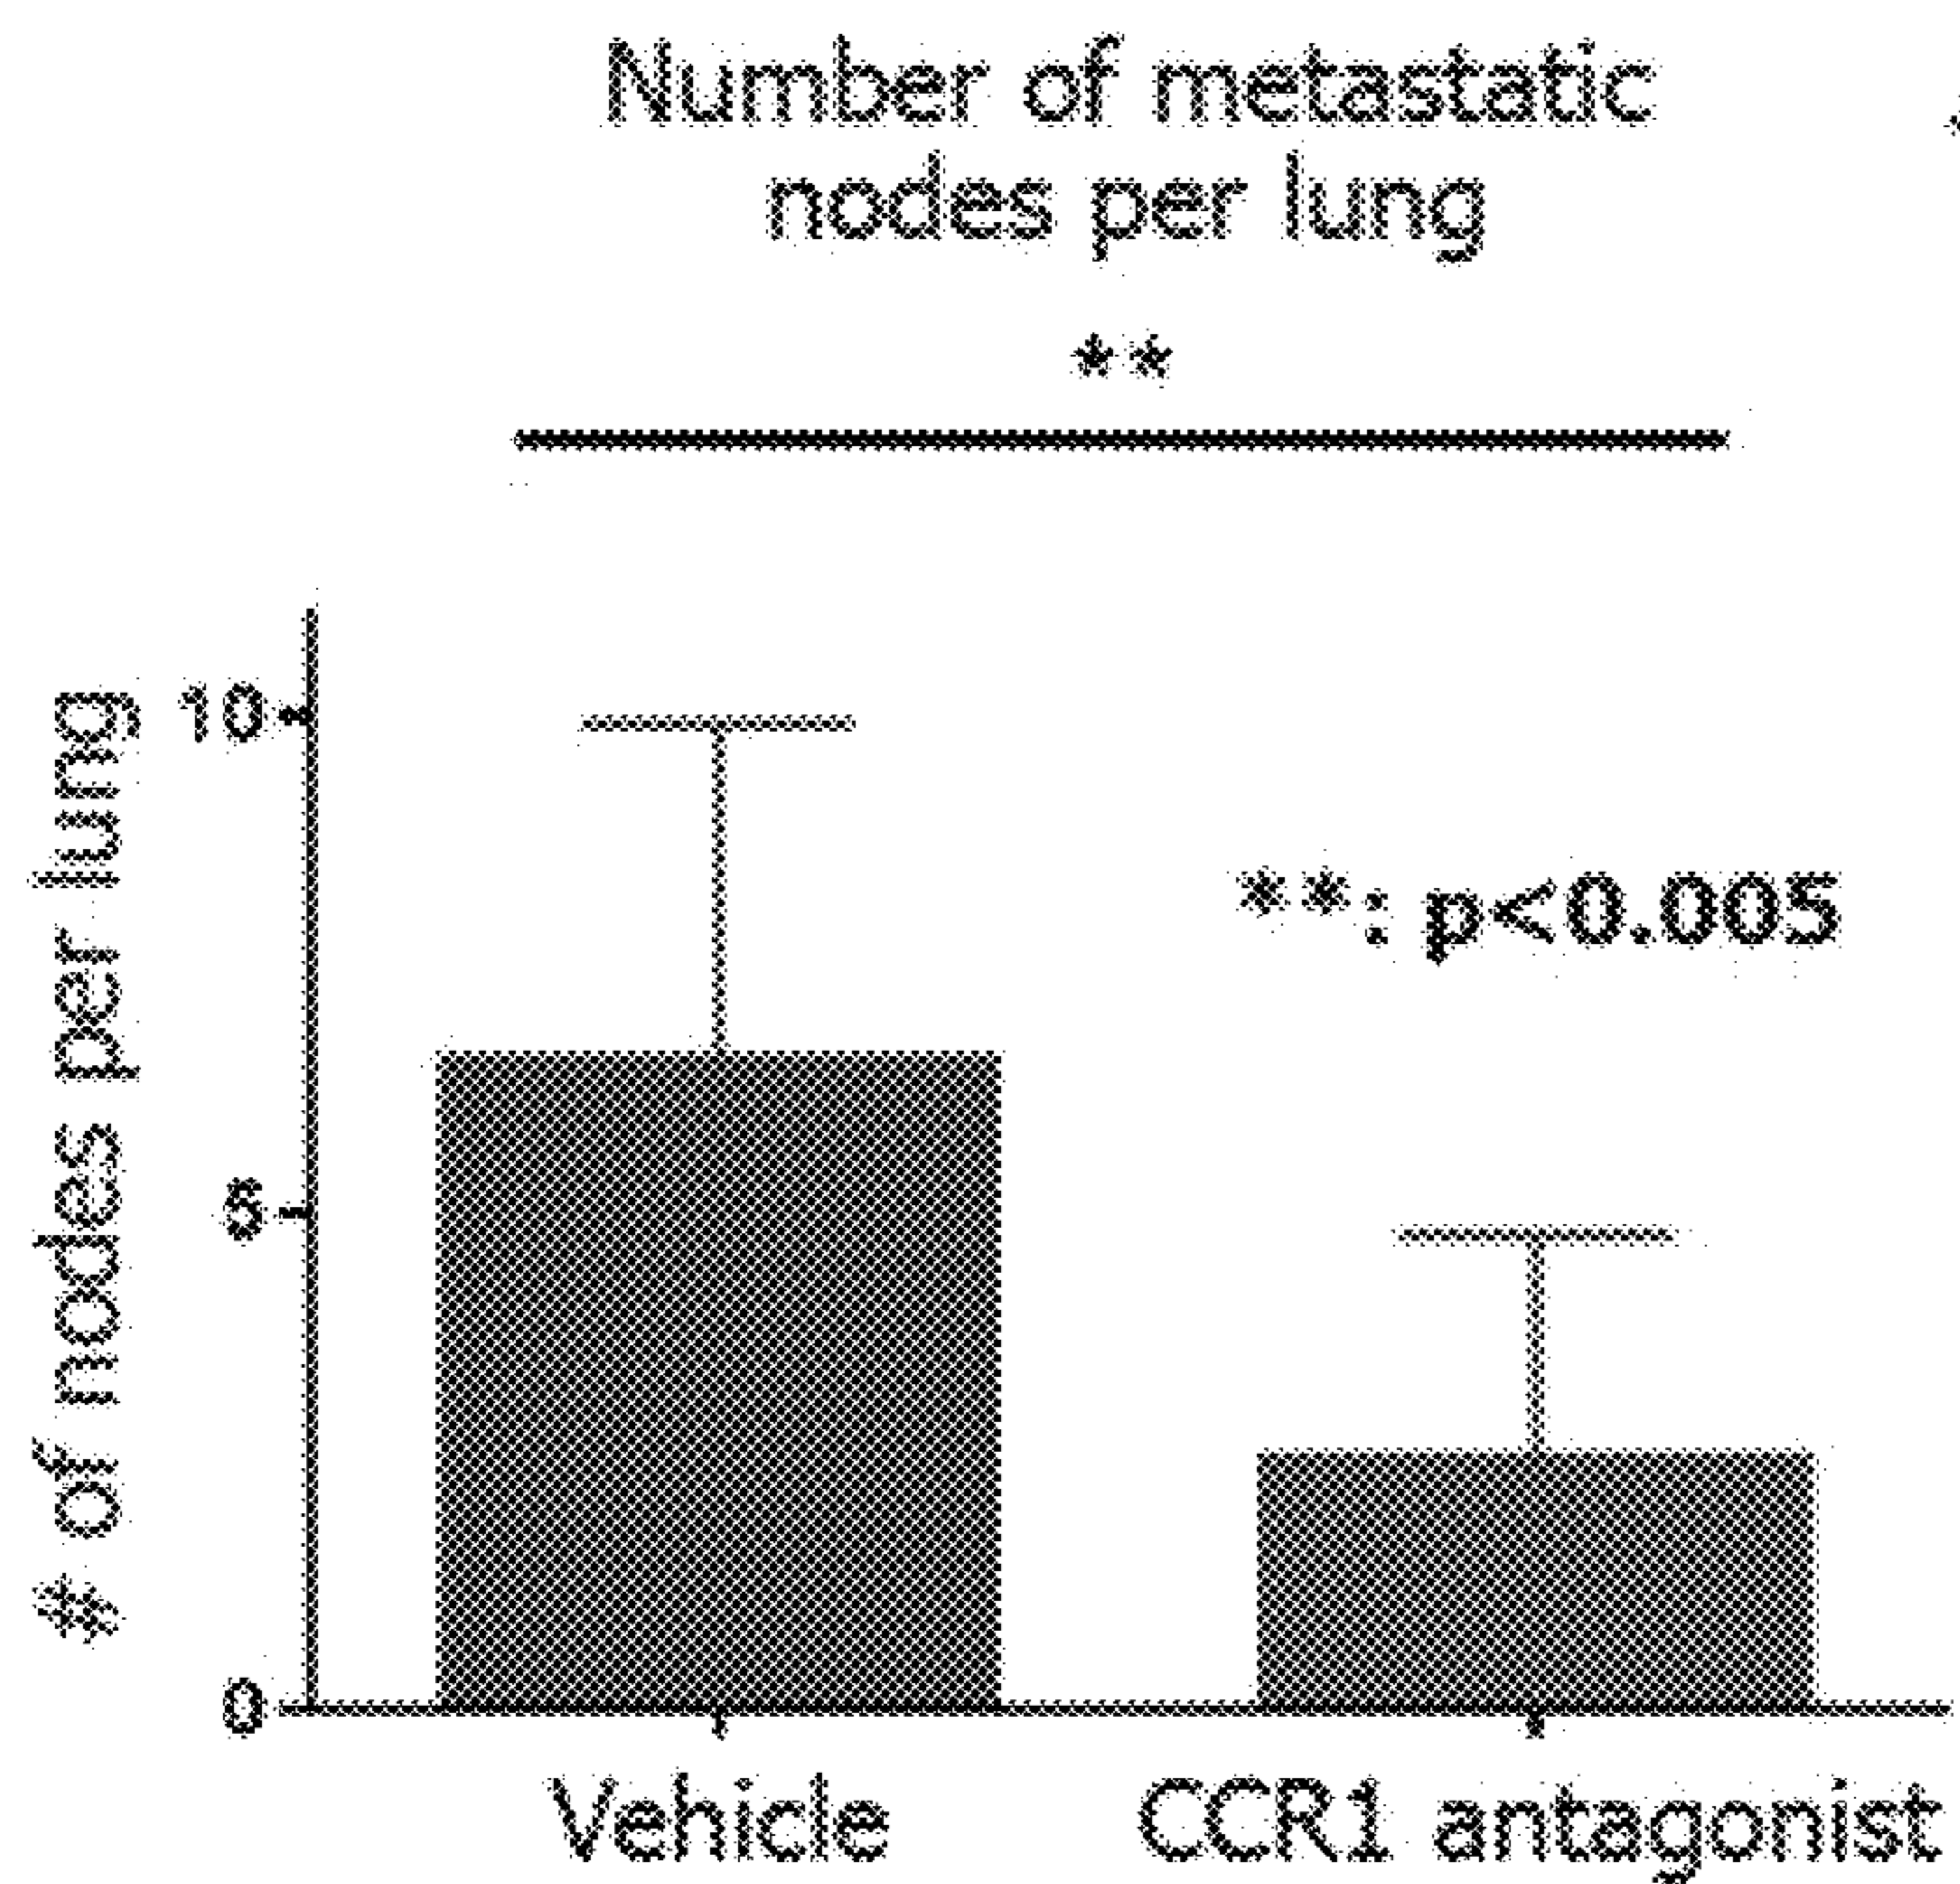 Number of metastatic
nodes per lung
**
# of nodes per lung
10
5
0
**: p<0.005
Vehicle
CCR1 antagonist